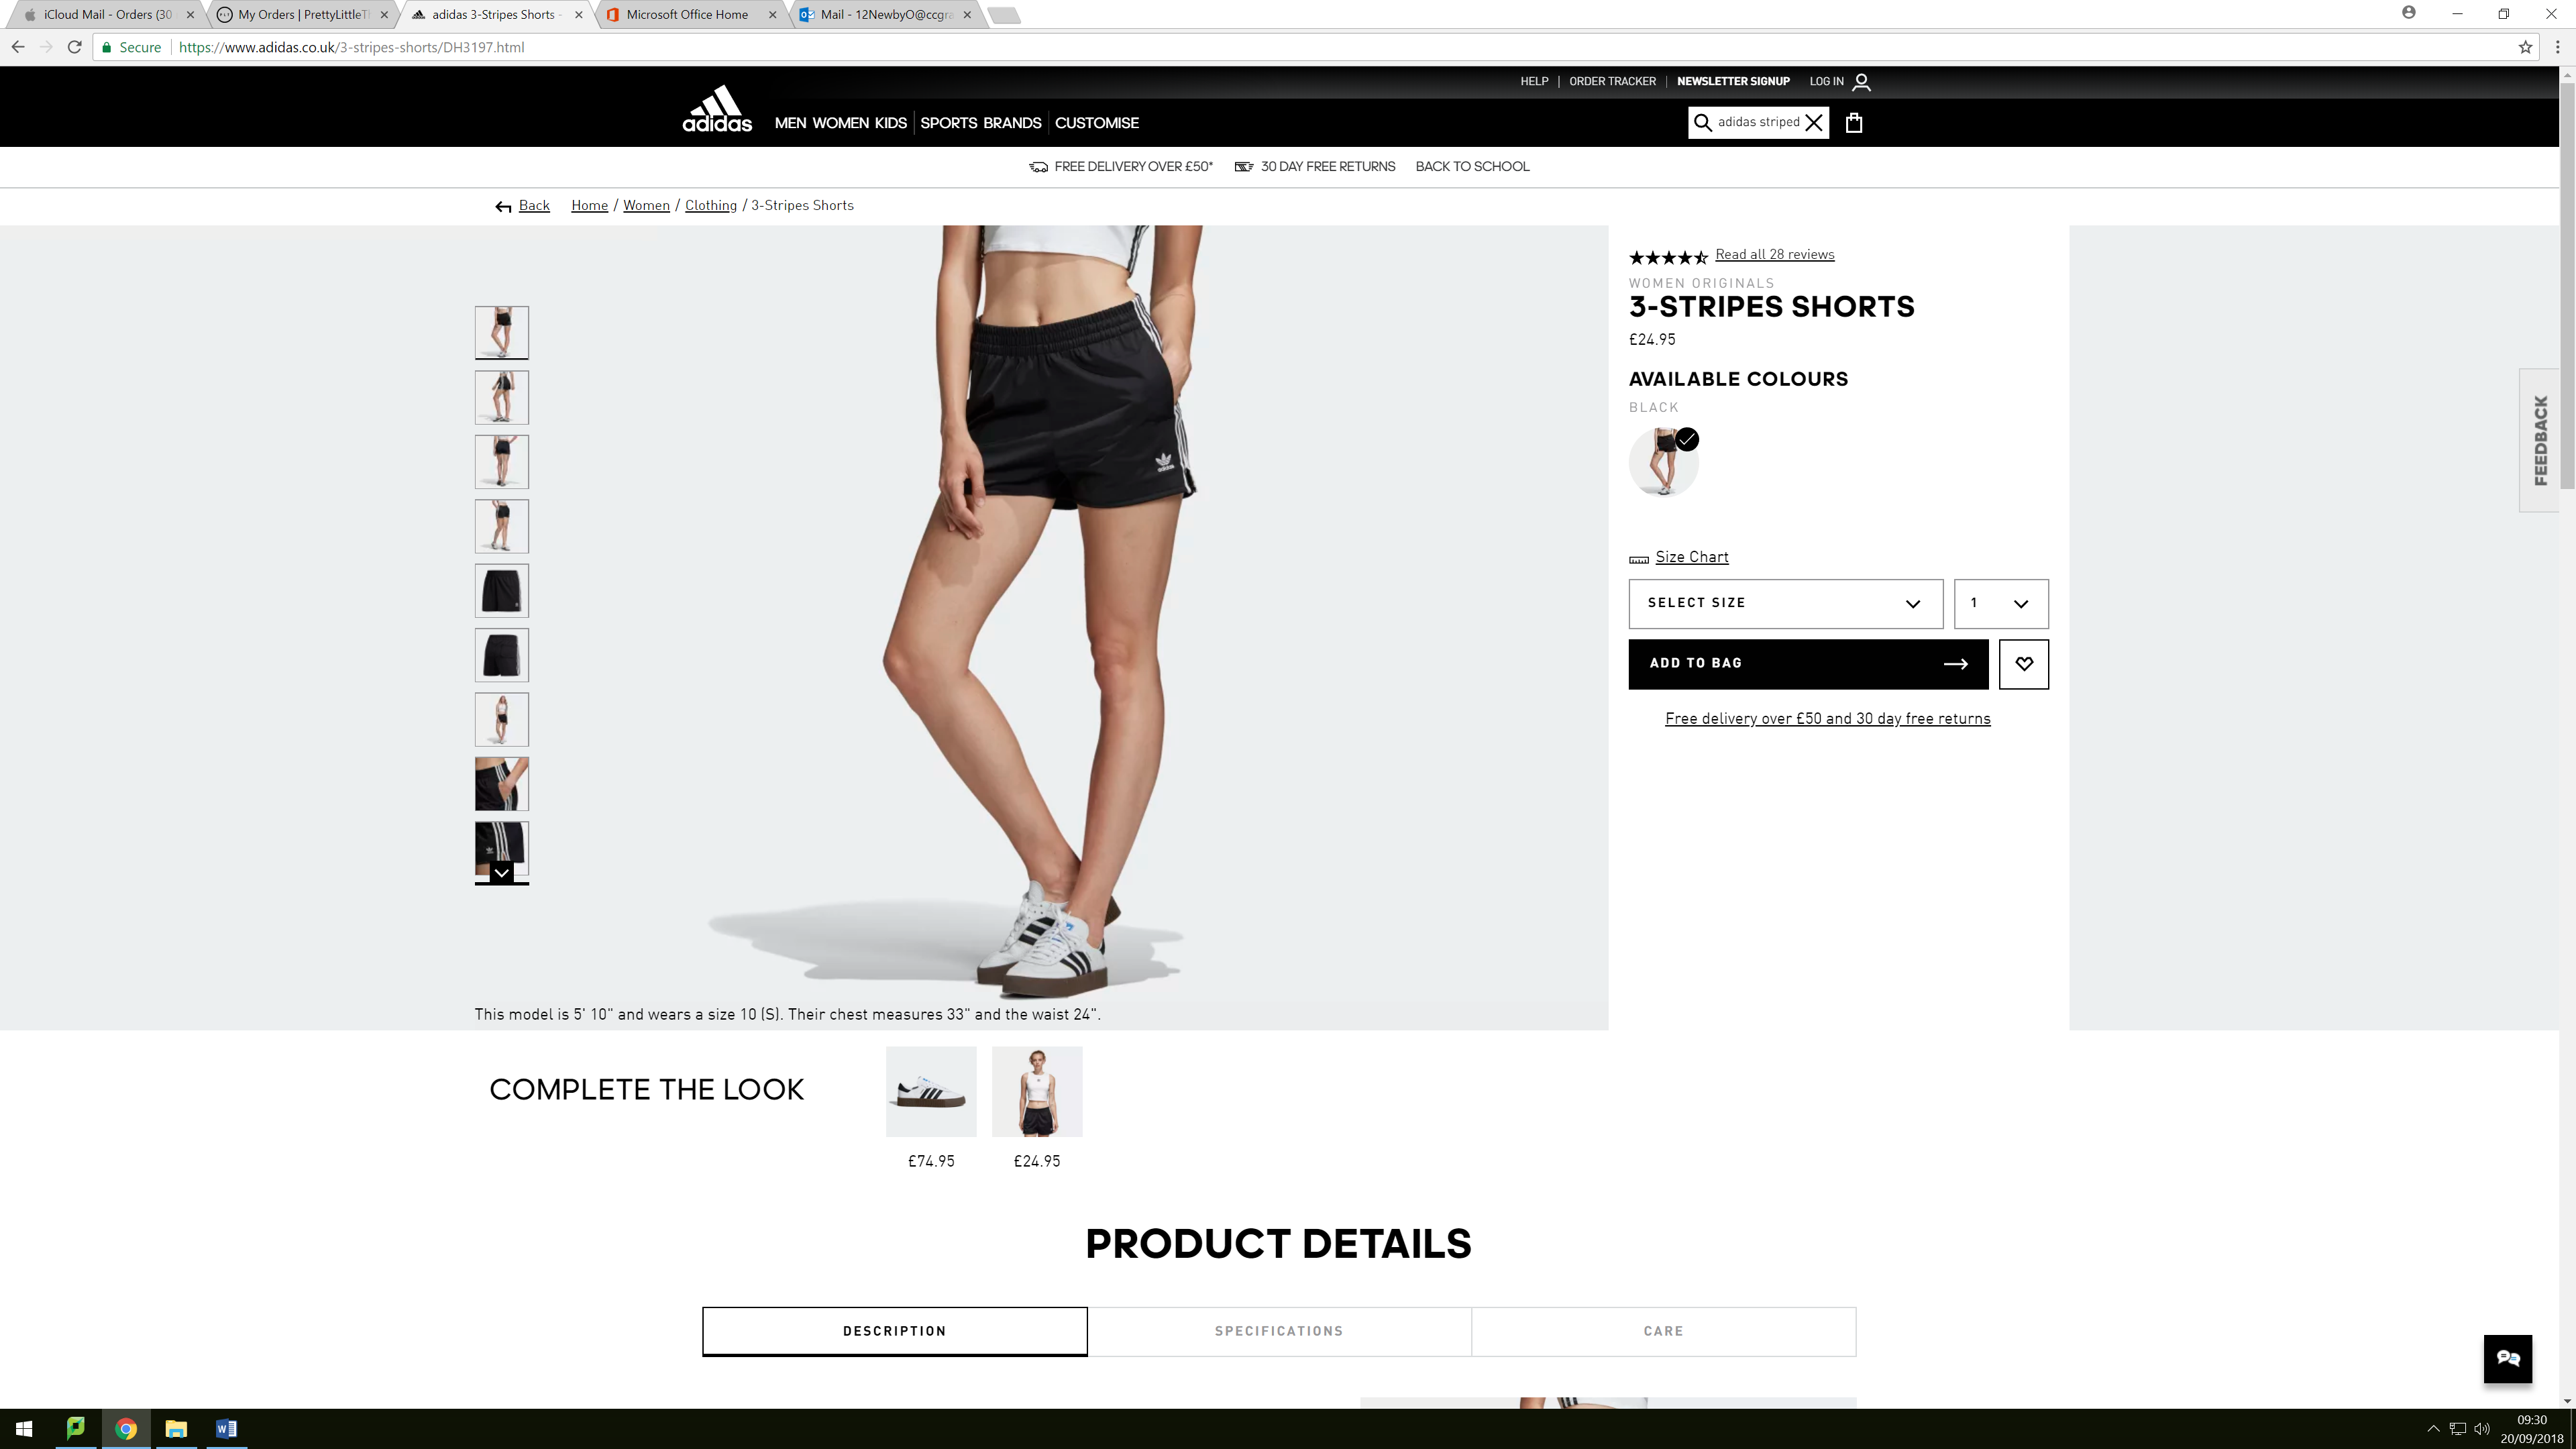 iCloud Mail - Orders (30
My Orders | PrettyLittleT
adidas 3-Stripes Shorts -
Microsoft Office Home
Mail - 12NewbyO@ccgra
Secure
https://www.adidas.co.uk/3-stripes-shorts/DH3197.html
HELP | ORDER TRACKER | NEWSLETTER SIGNUP LOG IN
adidas
MEN WOMEN KIDS SPORTS BRANDS CUSTOMISE
adidas striped
FREE DELIVERY OVER £50* 30 DAY FREE RETURNS BACK TO SCHOOL
Back Home / Women / Clothing / 3-Stripes Shorts
Read all 28 reviews
WOMEN ORIGINALS
3-STRIPES SHORTS
£24.95
AVAILABLE COLOURS
BLACK
FEEDBACK
adidas
Size Chart
SELECT SIZE 1
ADD TO BAG
Free delivery over £50 and 30 day free returns
This model is 5' 10" and wears a size 10 (S). Their chest measures 33" and the waist 24".
COMPLETE THE LOOK
£74.95 £24.95
PRODUCT DETAILS
DESCRIPTION SPECIFICATIONS CARE
09:30
20/09/2018